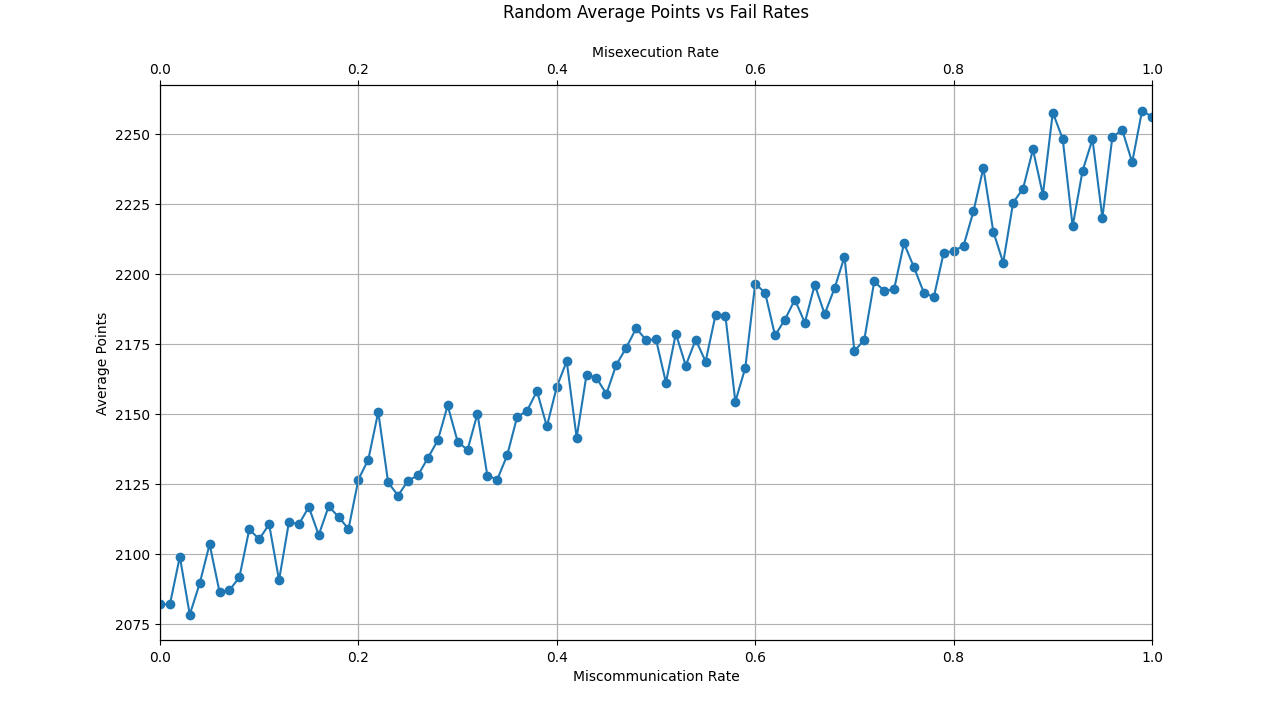 Random Average Points vs Fail Rates
Misexecution Rate
0.0 0.2 0.4 0.6 0.8 1.0
2250
2225
2200
2175
2150
2125
2100
2075
Average Points
0.0 0.2 0.4 0.6 0.8 1.0
Miscommunication Rate